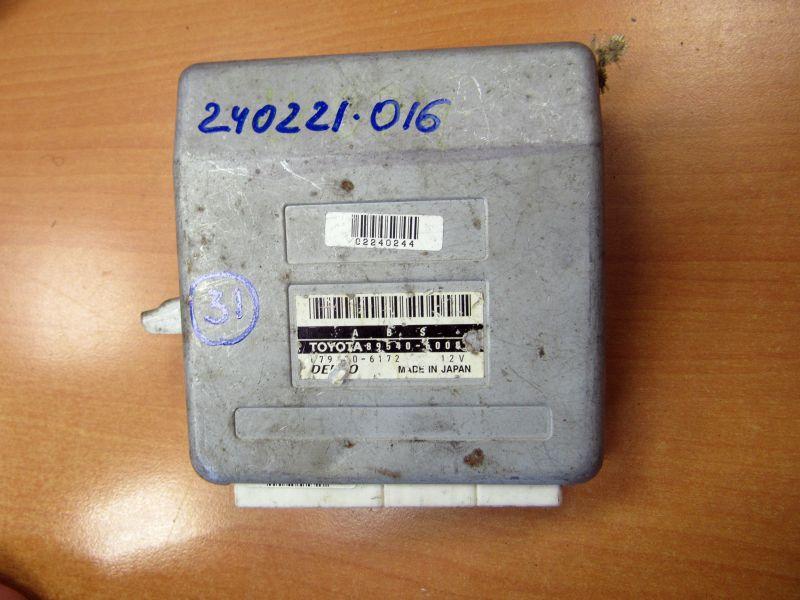 240221.016
02240244
31
ABS
TOYOTA
12V
MADE IN JAPAN